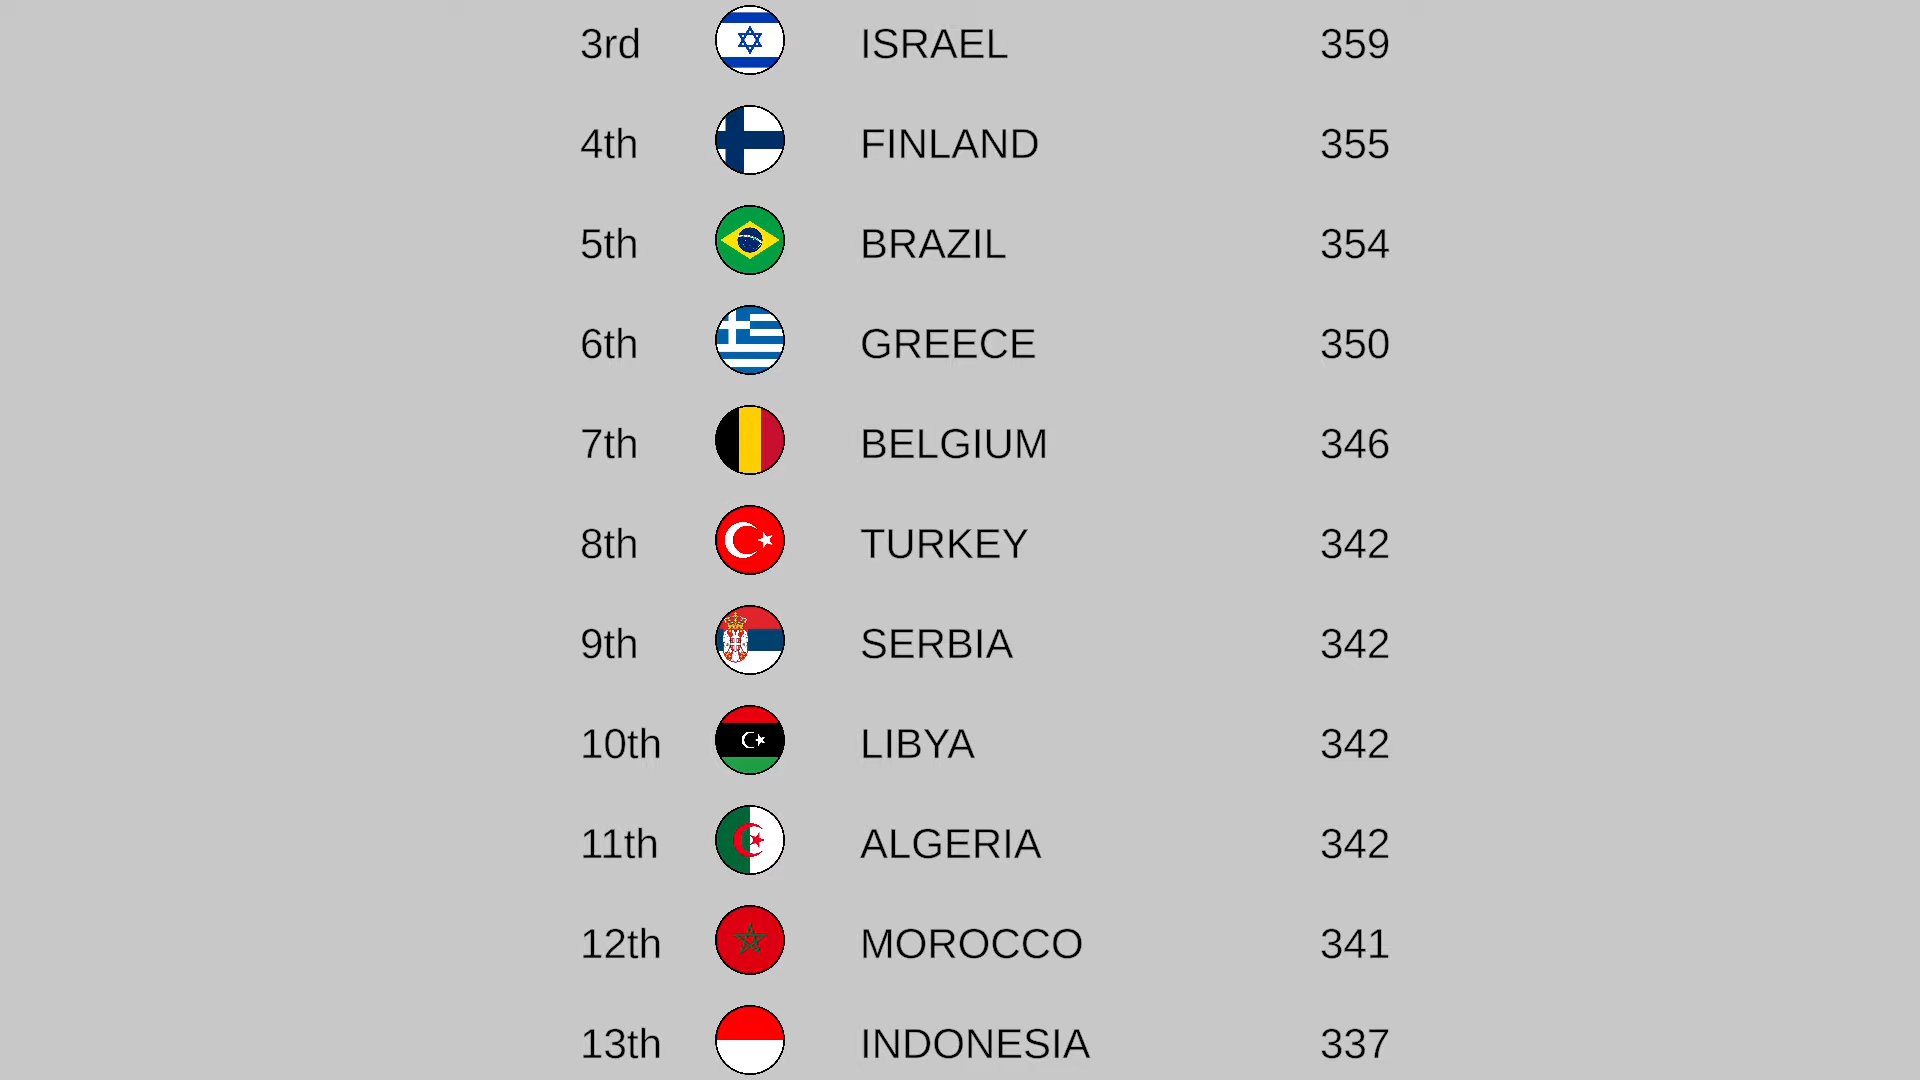 3rd ISRAEL 359
4th FINLAND 355
5th BRAZIL 354
6th GREECE 350
7th BELGIUM 346
8th TURKEY 342
9th SERBIA 342
10th LIBYA 342
11th ALGERIA 342
12th MOROCCO 341
13th INDONESIA 337